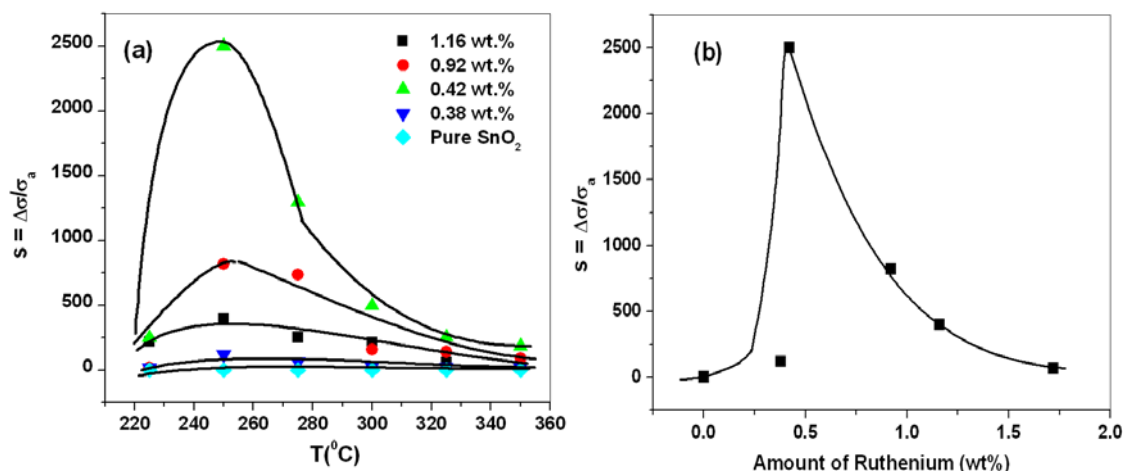 (a)
1.16 wt.%
0.92 wt.%
0.42 wt.%
0.38 wt.%
Pure SnO₂
s = Δσ/σₐ
2500
2000
1500
1000
500
0
220 240 260 280 300 320 340 360
T(⁰C)
(b)
s = Δσ/σₐ
2500
2000
1500
1000
500
0
0.0 0.5 1.0 1.5 2.0
Amount of Ruthenium (wt%)